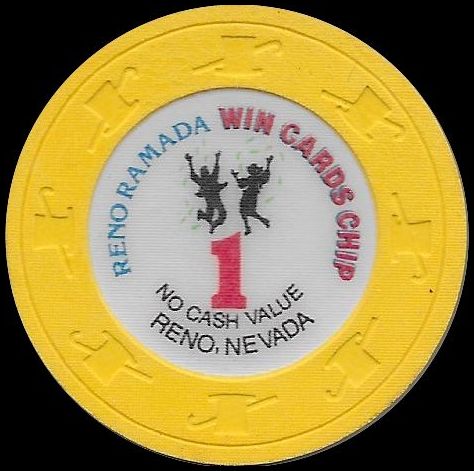 RENO RAMADA WIN CARDS CHIP
1
NO CASH VALUE
RENO, NEVADA